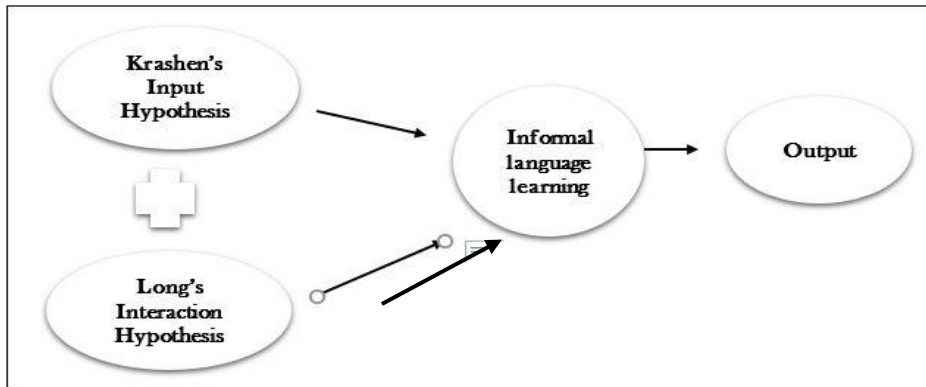 Krashen's
Input
Hypothesis
Long's
Interaction
Hypothesis
Informal
language
learning
Output